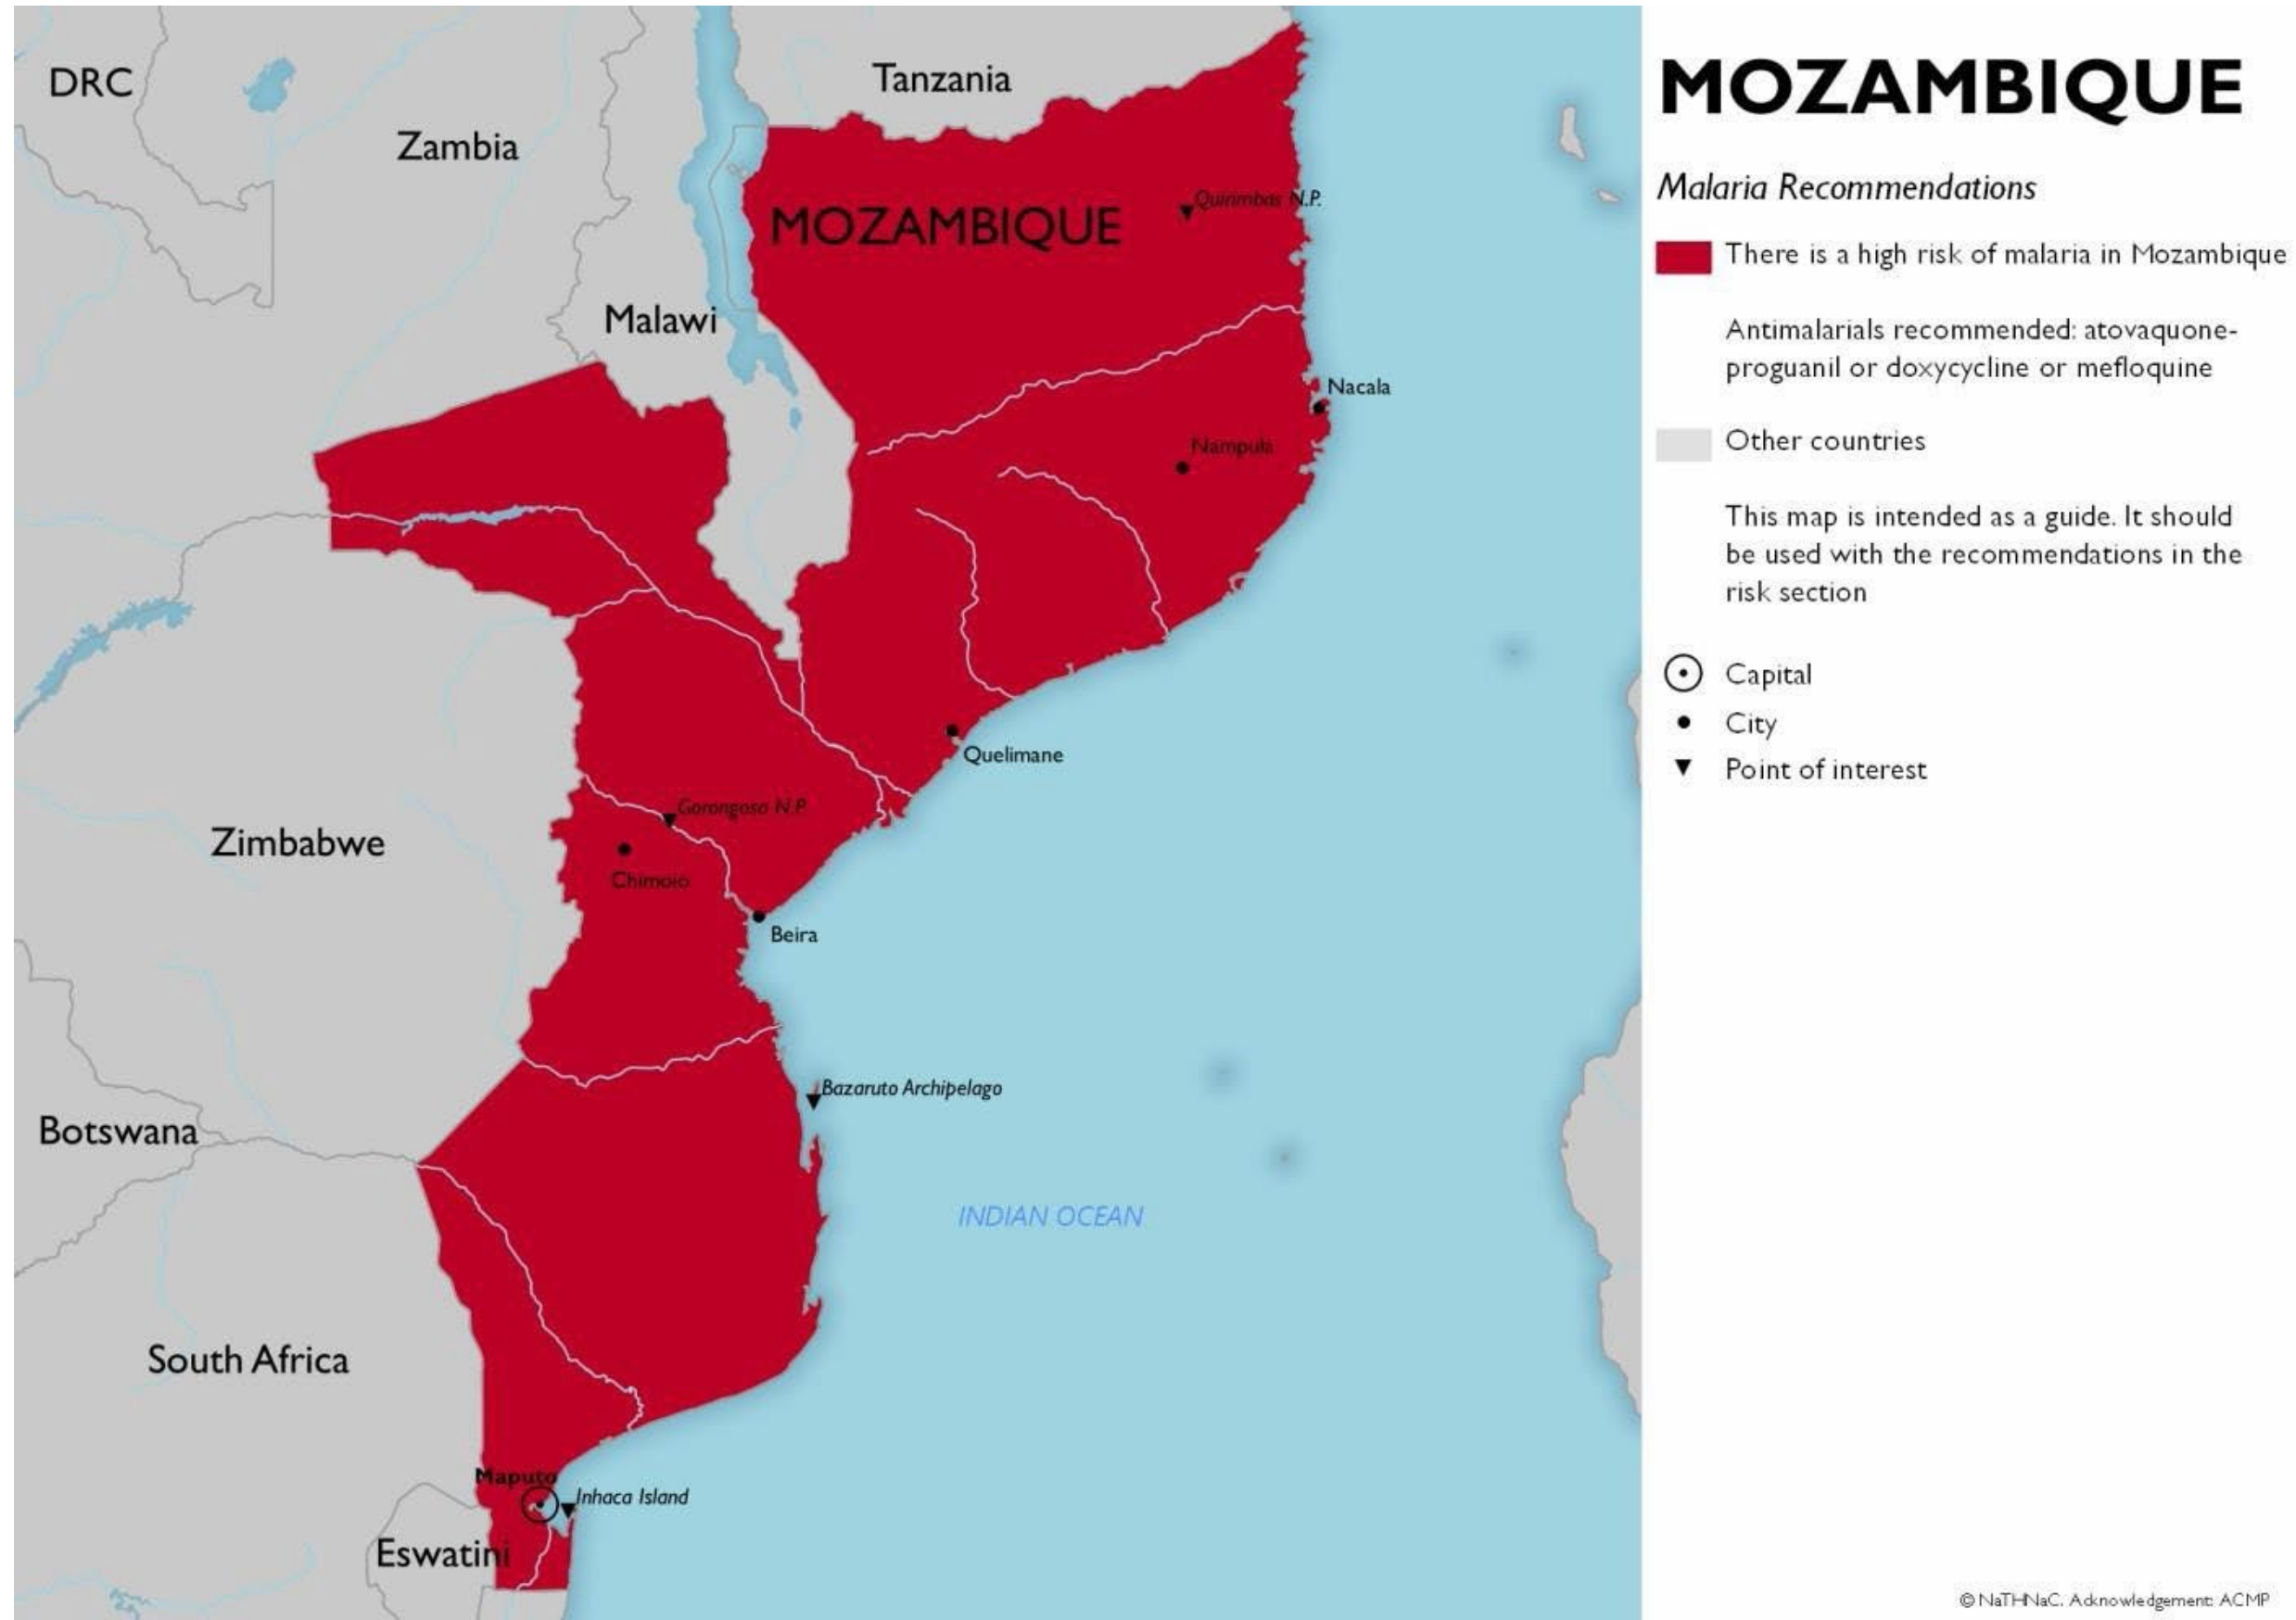 DRC
Tanzania
Zambia
MOZAMBIQUE
Quirimbas N.P.
Malawi
Nacala
Nampula
Quelimane
Gorongosa N.P.
Zimbabwe
Chimoio
Beira
Bazaruto Archipelago
Botswana
INDIAN OCEAN
South Africa
Maputo
Inhaca Island
Eswatini
MOZAMBIQUE
Malaria Recommendations
There is a high risk of malaria in Mozambique
Antimalarials recommended: atovaquone-
proguanil or doxycycline or mefloquine
Other countries
This map is intended as a guide. It should
be used with the recommendations in the
risk section
Capital
City
Point of interest
© NaTHNaC. Acknowledgement: ACMP